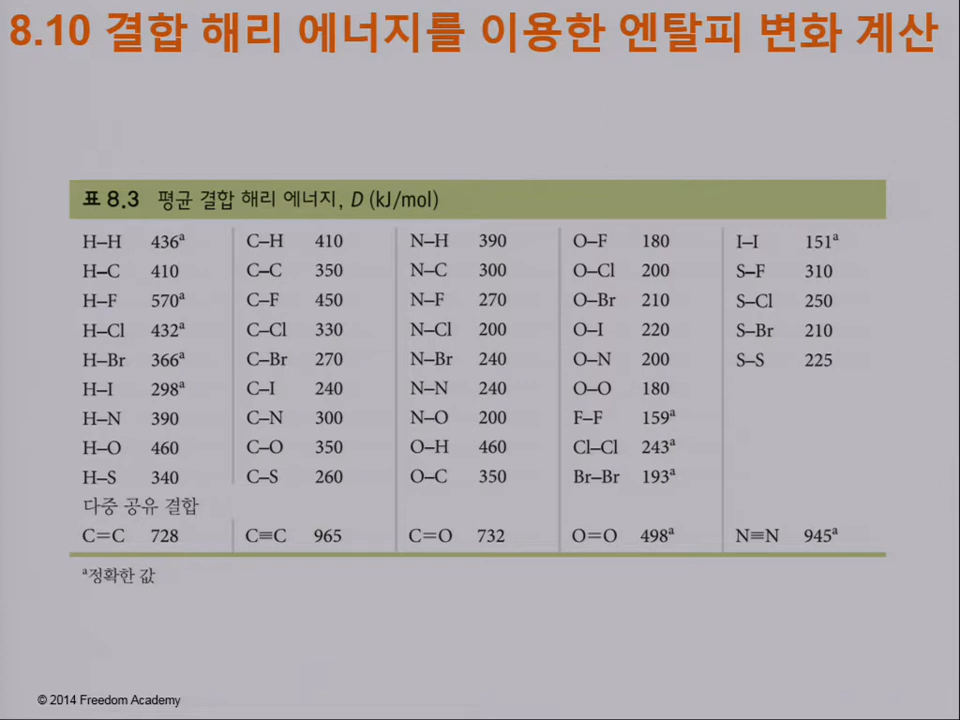 8.10 결합 해리 에너지를 이용한 엔탈피 변화 계산
표 8.3 평균 결합 해리 에너지, D (kJ/mol)
H–H 436ᵃ C–H 410 N–H 390 O–F 180 I–I 151ᵃ
H–C 410 C–C 350 N–C 300 O–Cl 200 S–F 310
H–F 570ᵃ C–F 450 N–F 270 O–Br 210 S–Cl 250
H–Cl 432ᵃ C–Cl 330 N–Cl 200 O–I 220 S–Br 210
H–Br 366ᵃ C–Br 270 N–Br 240 O–N 200 S–S 225
H–I 298ᵃ C–I 240 N–N 240 O–O 180
H–N 390 C–N 300 N–O 200 F–F 159ᵃ
H–O 460 C–O 350 O–H 460 Cl–Cl 243ᵃ
H–S 340 C–S 260 O–C 350 Br–Br 193ᵃ
다중 공유 결합
C=C 728 C≡C 965 C=O 732 O=O 498ᵃ N≡N 945ᵃ
ᵃ정확한 값
© 2014 Freedom Academy